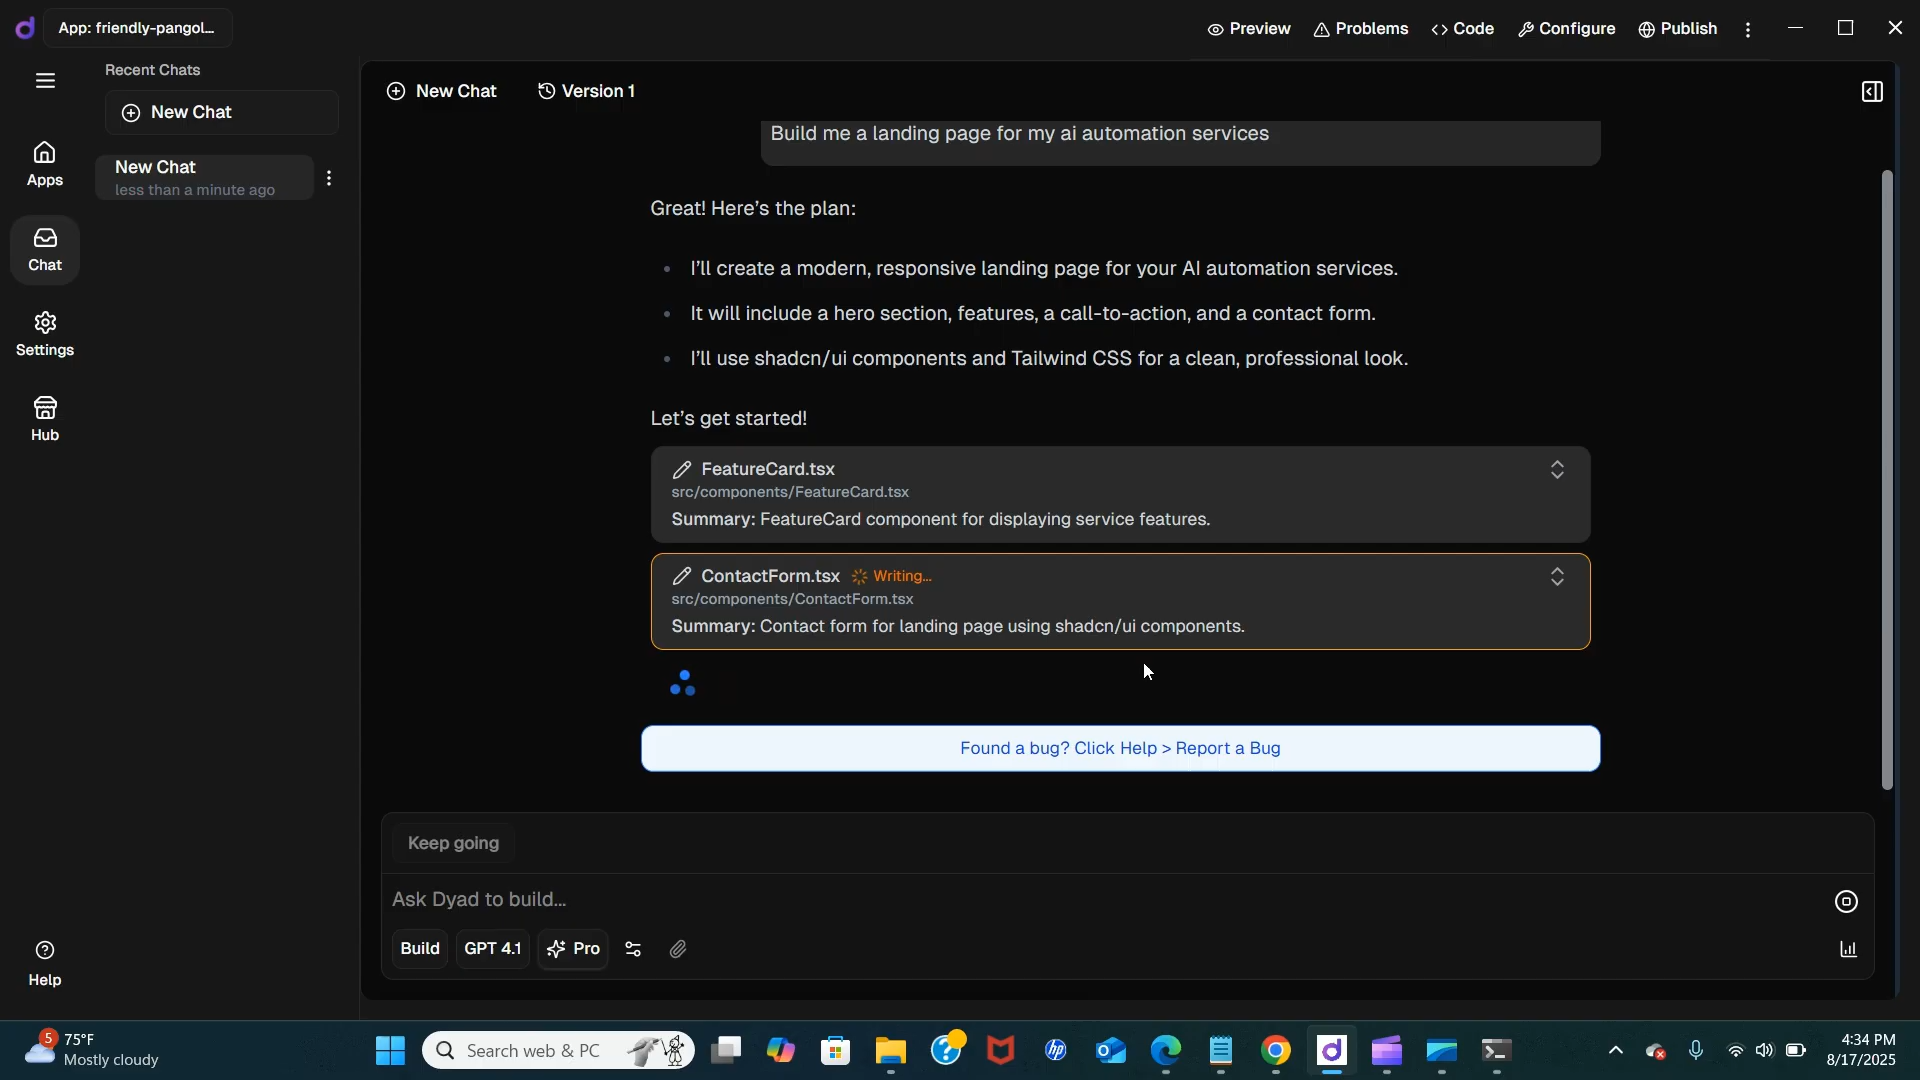 App: friendly-pangol...
Preview
Problems
Code
Configure
Publish
Recent Chats
New Chat
New Chat
less than a minute ago
Apps
Chat
Settings
Hub
Help
New Chat
Version 1
Build me a landing page for my ai automation services
Great! Here's the plan:
I'll create a modern, responsive landing page for your AI automation services.
It will include a hero section, features, a call-to-action, and a contact form.
I'll use shadcn/ui components and Tailwind CSS for a clean, professional look.
Let's get started!
FeatureCard.tsx
src/components/FeatureCard.tsx
Summary: FeatureCard component for displaying service features.
ContactForm.tsx Writing...
src/components/ContactForm.tsx
Summary: Contact form for landing page using shadcn/ui components.
Found a bug? Click Help > Report a Bug
Keep going
Ask Dyad to build...
Build
GPT 4.1
Pro
5
75°F
Mostly cloudy
Search web & PC
4:34 PM
8/17/2025